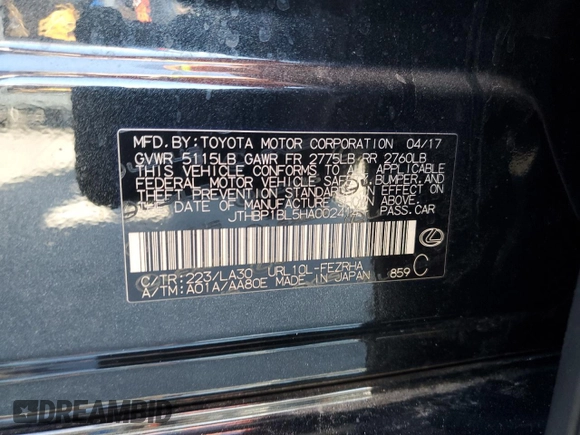 MFD.BY:TOYOTA MOTOR CORPORATION 04/17
GVWR 5115LB GAWR FR 2775LB RR 2760LB
THIS VEHICLE CONFORMS TO ALL APPLICABLE
FEDERAL MOTOR VEHICLE SAFETY, BUMPER, AND
THEFT PREVENTION STANDARDS IN EFFECT ON
THE DATE OF MANUFACTURE SHOWN ABOVE.
PASS.CAR
C/TR:223/LA30 URL10L-FEZRHA
A/TM:A01A/AA80E MADE IN JAPAN 859 C
DREAMBID